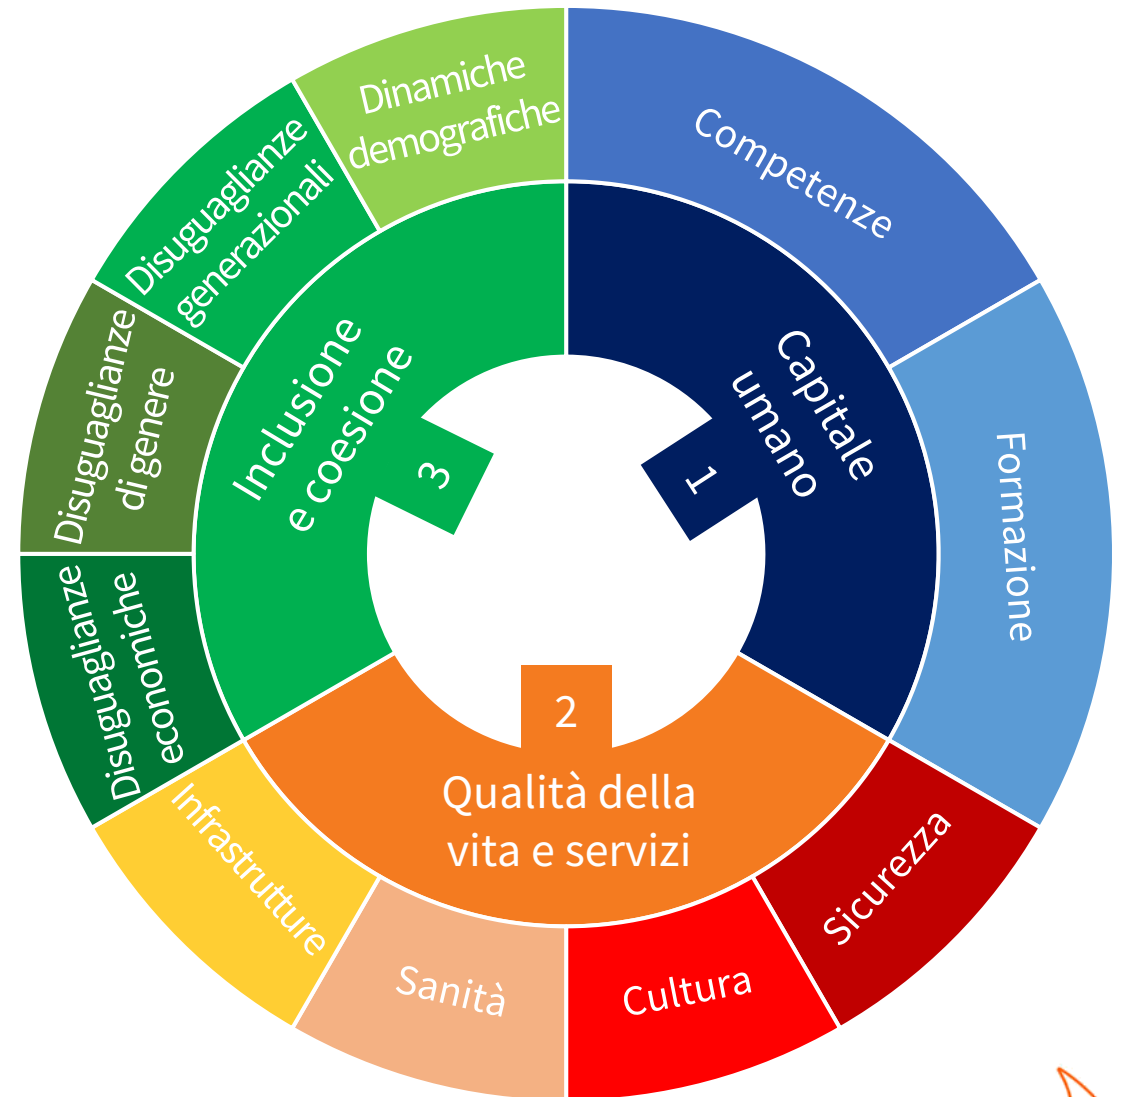 Dinamiche
demografiche
Competenze
Disuguaglianze
generazionali
Disuguaglianze
di genere
Inclusione
e coesione
3
Capitale
umano
1
Formazione
Disuguaglianze
economiche
2
Qualità della
vita e servizi
Infrastrutture
Sanità
Cultura
Sicurezza